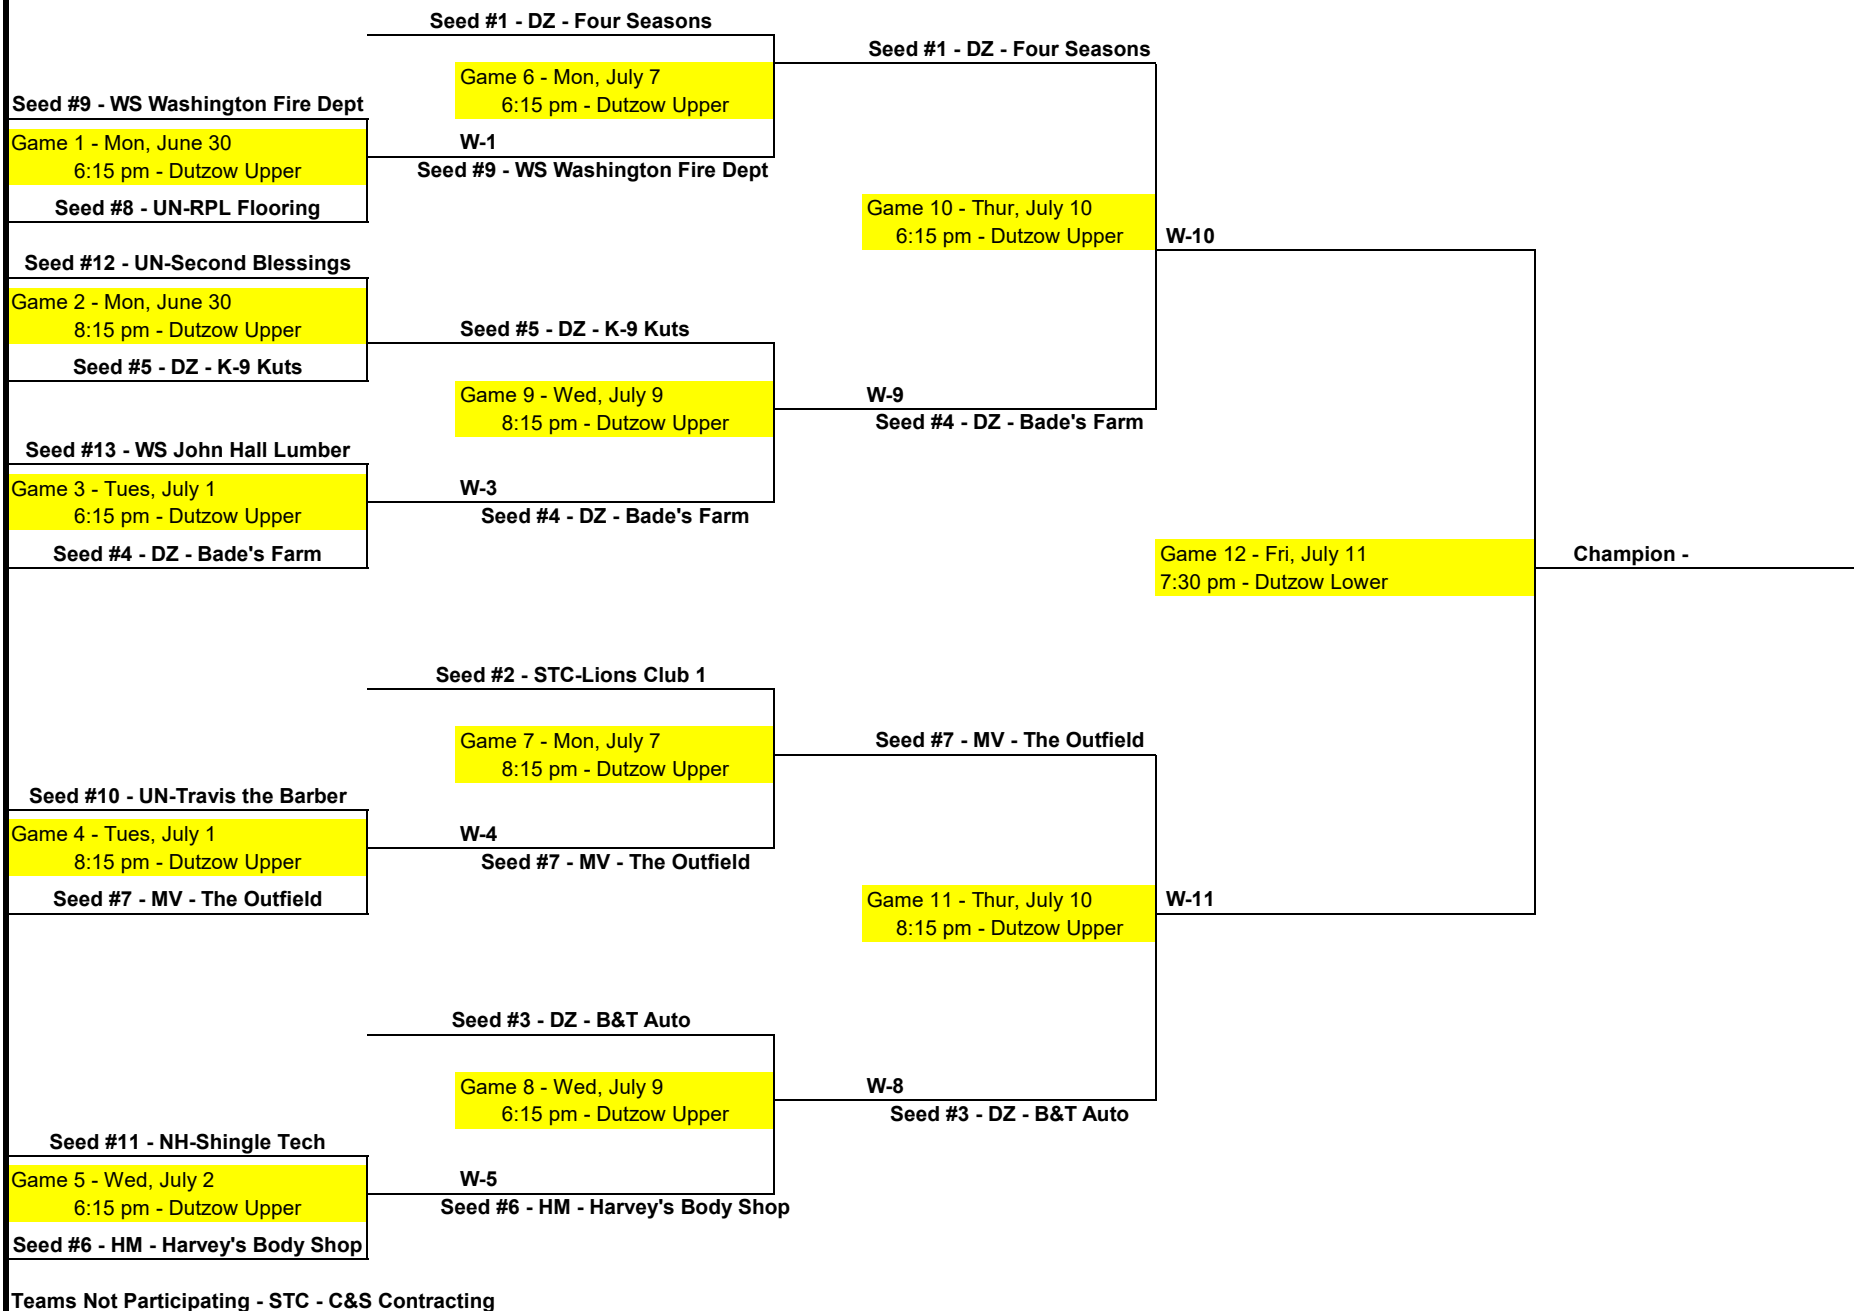 Seed #1 - DZ - Four Seasons
Seed #1 - DZ - Four Seasons
Game 6 - Mon, July 7
6:15 pm - Dutzow Upper
Seed #9 - WS Washington Fire Dept
Game 1 - Mon, June 30
6:15 pm - Dutzow Upper
W-1
Seed #9 - WS Washington Fire Dept
Seed #8 - UN-RPL Flooring
Game 10 - Thur, July 10
6:15 pm - Dutzow Upper
W-10
Seed #12 - UN-Second Blessings
Game 2 - Mon, June 30
8:15 pm - Dutzow Upper
Seed #5 - DZ - K-9 Kuts
Seed #5 - DZ - K-9 Kuts
Game 9 - Wed, July 9
8:15 pm - Dutzow Upper
W-9
Seed #4 - DZ - Bade's Farm
Seed #13 - WS John Hall Lumber
Game 3 - Tues, July 1
6:15 pm - Dutzow Upper
W-3
Seed #4 - DZ - Bade's Farm
Seed #4 - DZ - Bade's Farm
Game 12 - Fri, July 11
7:30 pm - Dutzow Lower
Champion -
Seed #2 - STC-Lions Club 1
Game 7 - Mon, July 7
8:15 pm - Dutzow Upper
Seed #7 - MV - The Outfield
Seed #10 - UN-Travis the Barber
Game 4 - Tues, July 1
8:15 pm - Dutzow Upper
W-4
Seed #7 - MV - The Outfield
Seed #7 - MV - The Outfield
Game 11 - Thur, July 10
8:15 pm - Dutzow Upper
W-11
Seed #3 - DZ - B&T Auto
Game 8 - Wed, July 9
6:15 pm - Dutzow Upper
W-8
Seed #3 - DZ - B&T Auto
Seed #11 - NH-Shingle Tech
Game 5 - Wed, July 2
6:15 pm - Dutzow Upper
W-5
Seed #6 - HM - Harvey's Body Shop
Seed #6 - HM - Harvey's Body Shop
Teams Not Participating - STC - C&S Contracting